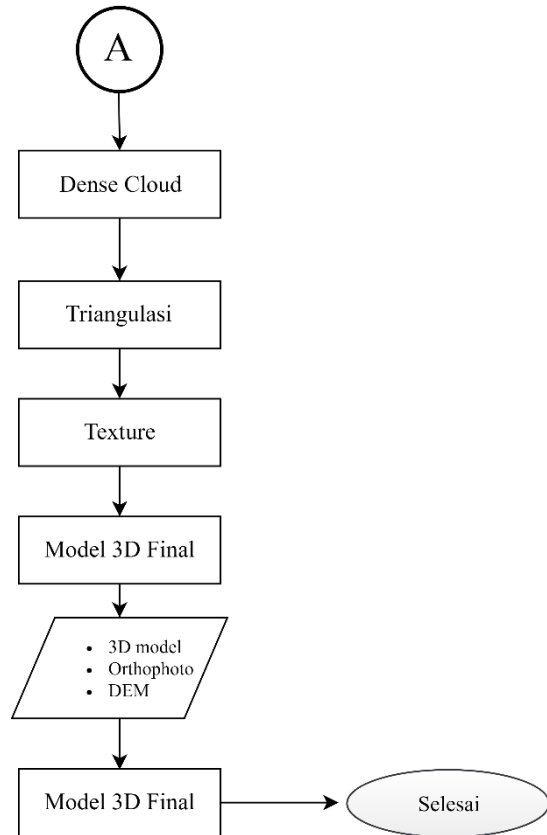 A
Dense Cloud
Triangulasi
Texture
Model 3D Final
• 3D model
• Orthophoto
• DEM
Model 3D Final
Selesai